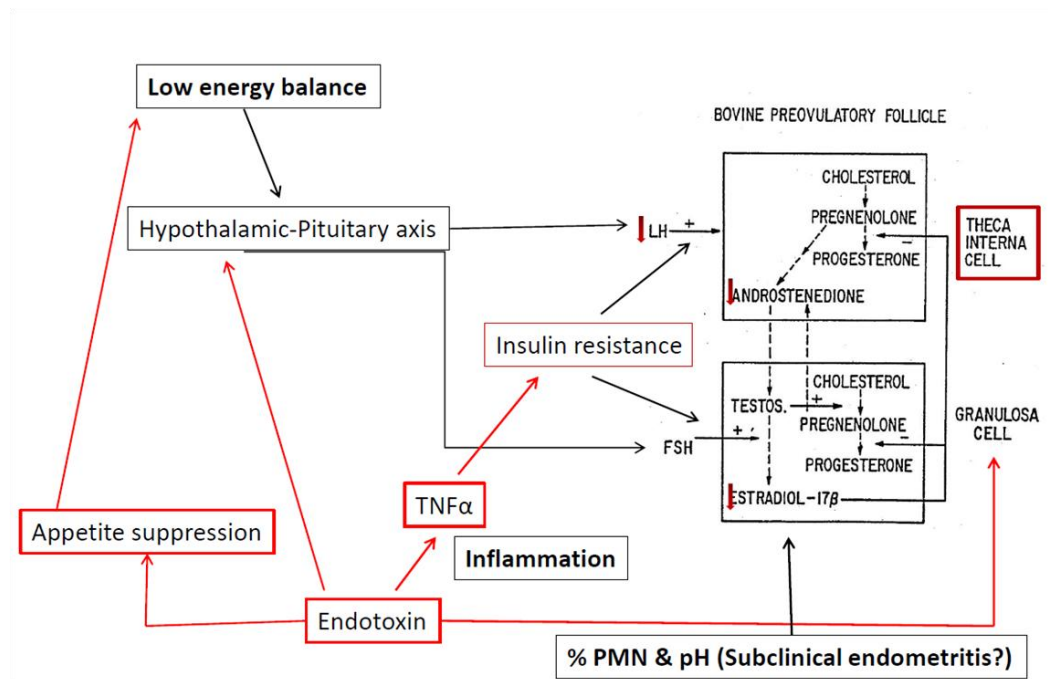 Low energy balance
BOVINE PREOVULATORY FOLLICLE
CHOLESTEROL
Hypothalamic-Pituitary axis
LH
+
PREGNENOLONE
-
PROGESTERONE
THECA
INTERNA
CELL
ANDROSTENEDIONE
Insulin resistance
CHOLESTEROL
TESTOS.
+
PREGNENOLONE
GRANULOSA
CELL
FSH
+
-
PROGESTERONE
TNFα
ESTRADIOL-17β
Appetite suppression
Inflammation
Endotoxin
% PMN & pH (Subclinical endometritis?)